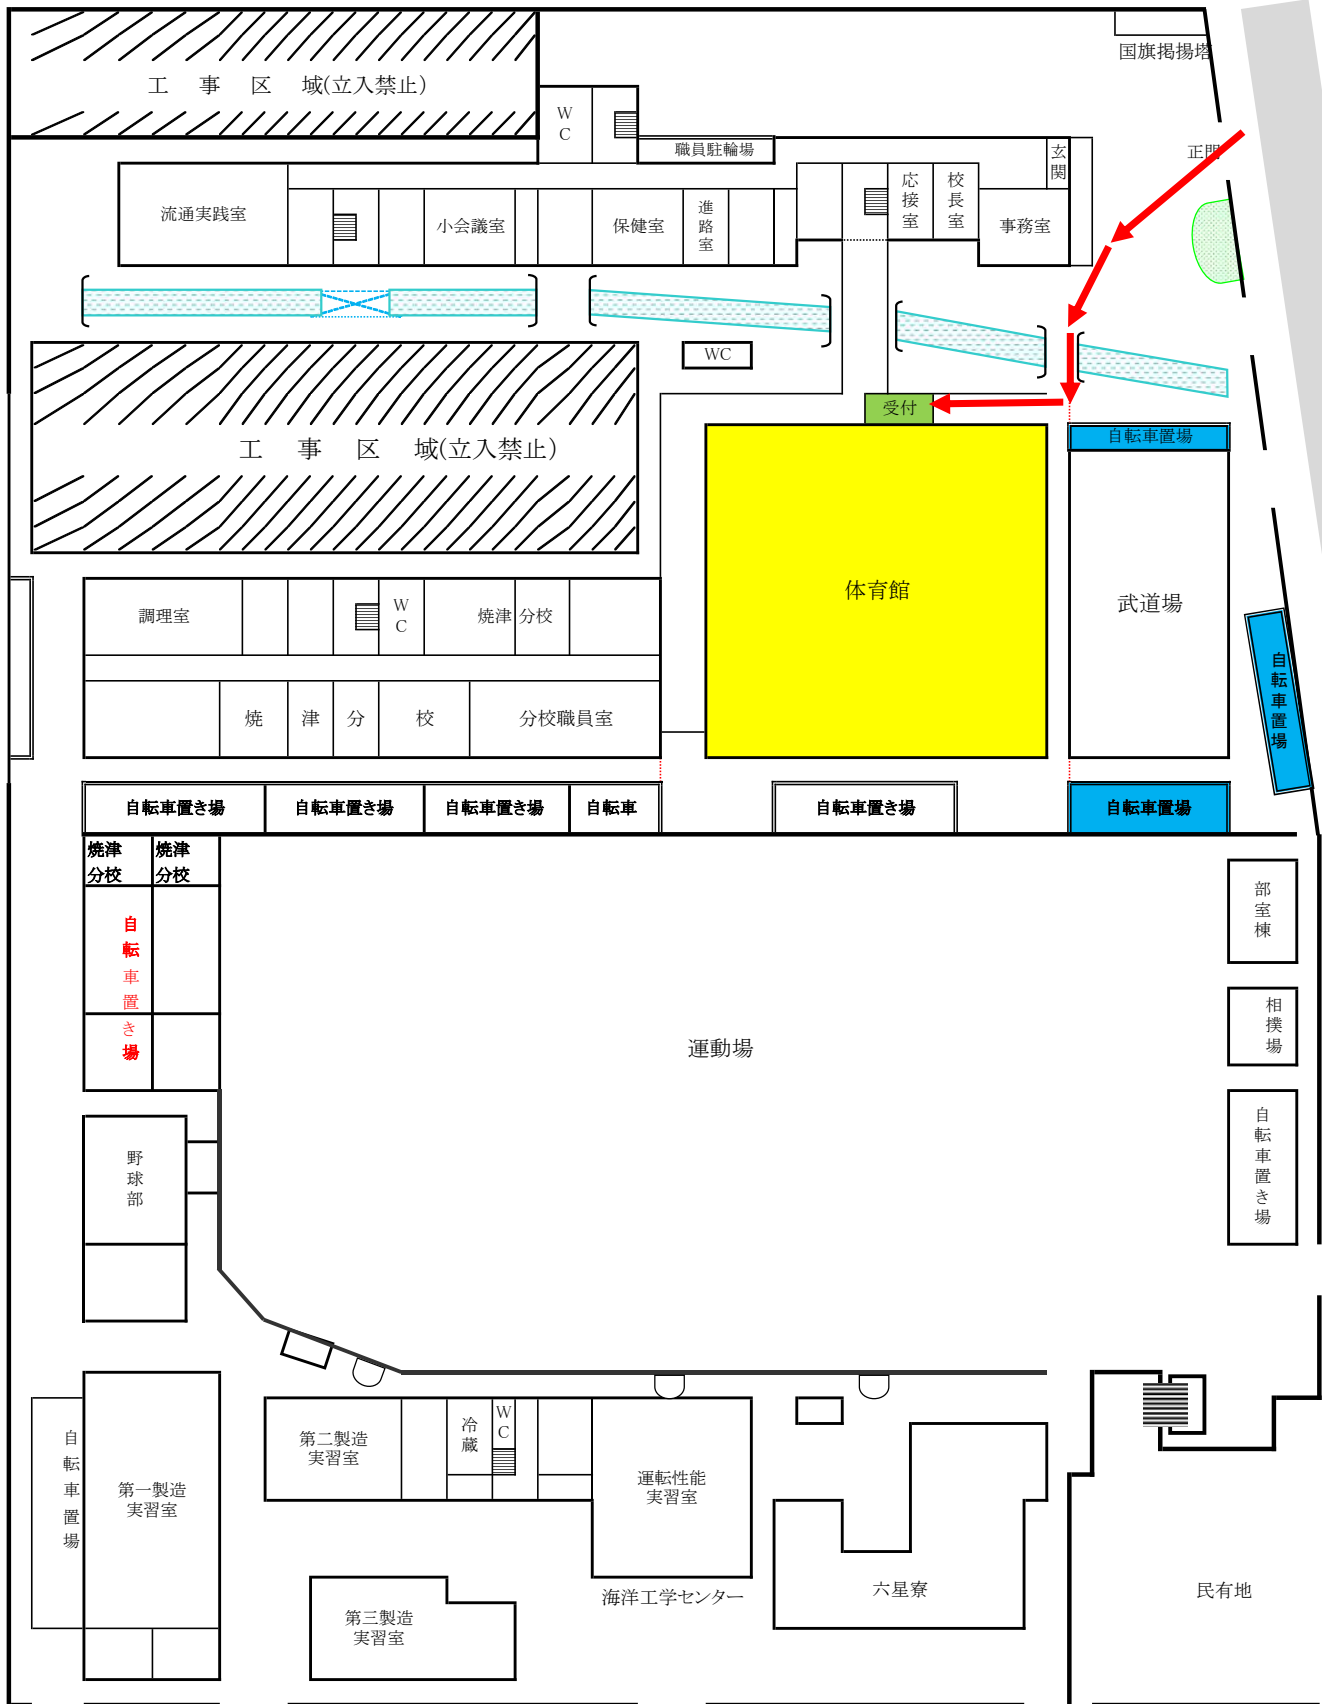 国旗掲揚塔
工 事 区 域(立入禁止)
WC
職員駐輪場
玄関
正門
流通実践室
小会議室
保健室
進路室
応接室
校長室
事務室
WC
受付
自転車置場
工 事 区 域(立入禁止)
体育館
武道場
調理室
WC
焼津分校
自転車置場
焼 津 分 校
分校職員室
自転車置き場
自転車置き場
自転車置き場
自転車
自転車置き場
自転車置場
焼津
分校
焼津
分校
部室棟
自転車置き場
相撲場
運動場
自転車置き場
野球部
自転車置場
第一製造
実習室
第二製造
実習室
冷蔵
WC
運転性能
実習室
海洋工学センター
六星寮
民有地
第三製造
実習室